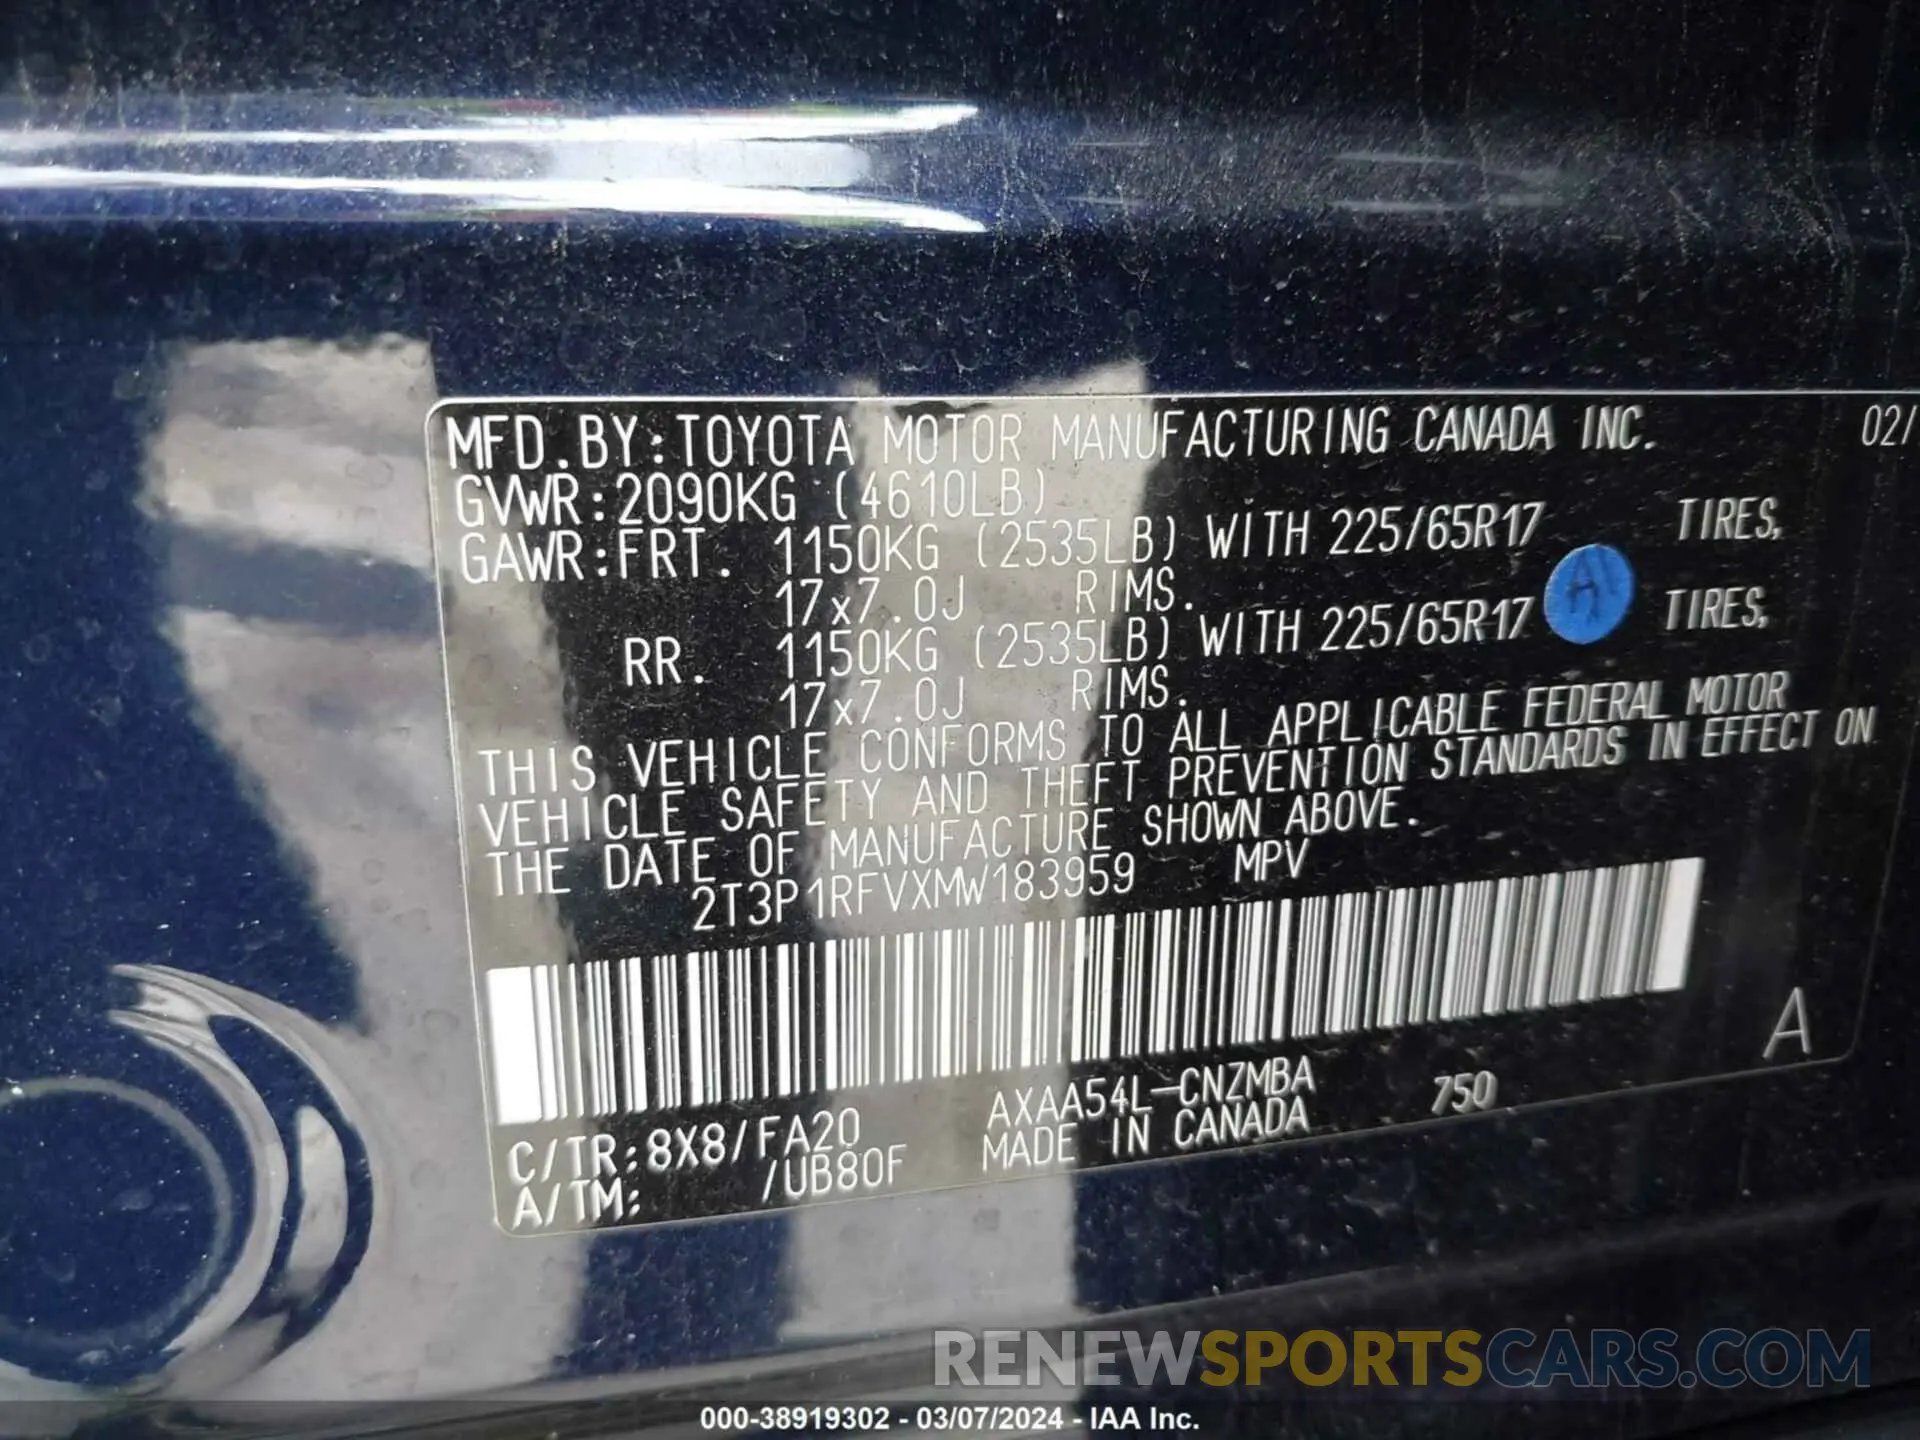 MFD.BY:TOYOTA MOTOR MANUFACTURING CANADA INC. 02/
GVWR:2090KG (4610LB)
GAWR:FRT. 1150KG (2535LB) WITH 225/65R17 TIRES,
17x7.0J RIMS.
RR. 1150KG (2535LB) WITH 225/65R17 TIRES,
17x7.0J RIMS.
THIS VEHICLE CONFORMS TO ALL APPLICABLE FEDERAL MOTOR
VEHICLE SAFETY AND THEFT PREVENTION STANDARDS IN EFFECT ON
THE DATE OF MANUFACTURE SHOWN ABOVE.
2T3P1RFVXMW183959 MPV
A
C/TR:8X8/FA20 AXAA54L-CNZMBA 750
A/TM: /UB80F MADE IN CANADA
RENEWSPORTSCARS.COM
000-38919302 - 03/07/2024 - IAA Inc.